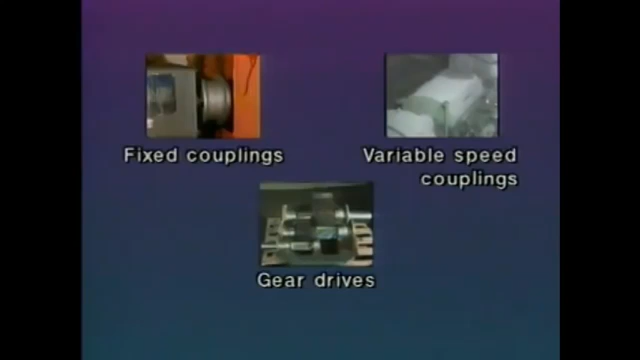 Fixed couplings
Variable speed
couplings
Gear drives